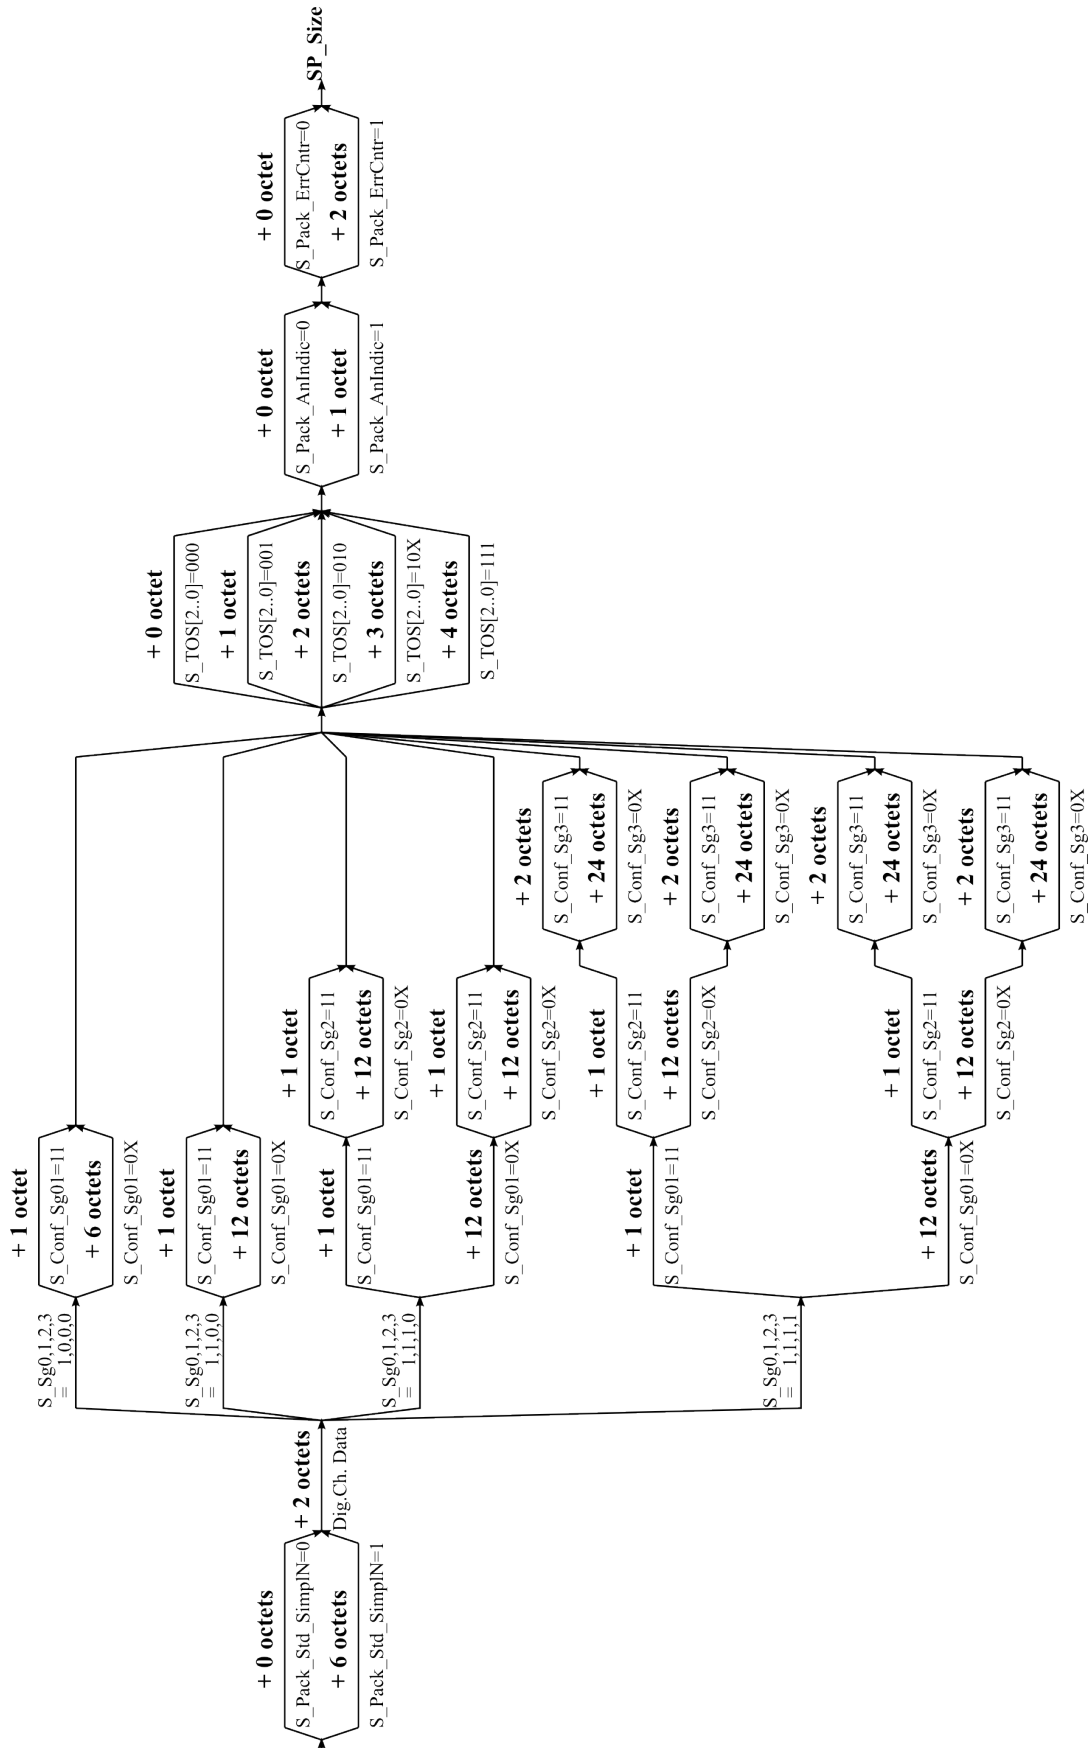 + 0 octets
S_Pack_Std_SimplN=0
+ 6 octets
S_Pack_Std_SimplN=1
+ 2 octets
Dig.Ch. Data
S_Sg0,1,2,3
= 1,0,0,0
+ 1 octet
S_Conf_Sg01=11
+ 6 octets
S_Conf_Sg01=0X
S_Sg0,1,2,3
= 1,1,0,0
+ 1 octet
S_Conf_Sg01=11
+ 12 octets
S_Conf_Sg01=0X
S_Sg0,1,2,3
= 1,1,1,0
+ 1 octet
S_Conf_Sg01=11
+ 12 octets
S_Conf_Sg01=0X
+ 1 octet
S_Conf_Sg2=11
+ 12 octets
S_Conf_Sg2=0X
+ 1 octet
S_Conf_Sg2=11
+ 12 octets
S_Conf_Sg2=0X
S_Sg0,1,2,3
= 1,1,1,1
+ 1 octet
S_Conf_Sg01=11
+ 12 octets
S_Conf_Sg01=0X
+ 1 octet
S_Conf_Sg2=11
+ 12 octets
S_Conf_Sg2=0X
+ 1 octet
S_Conf_Sg2=11
+ 12 octets
S_Conf_Sg2=0X
+ 2 octets
S_Conf_Sg3=11
+ 24 octets
S_Conf_Sg3=0X
+ 2 octets
S_Conf_Sg3=11
+ 24 octets
S_Conf_Sg3=0X
+ 2 octets
S_Conf_Sg3=11
+ 24 octets
S_Conf_Sg3=0X
+ 2 octets
S_Conf_Sg3=11
+ 24 octets
S_Conf_Sg3=0X
+ 0 octet
S_TOS[2..0]=000
+ 1 octet
S_TOS[2..0]=001
+ 2 octets
S_TOS[2..0]=010
+ 3 octets
S_TOS[2..0]=10X
+ 4 octets
S_TOS[2..0]=111
+ 0 octet
S_Pack_AnIndic=0
+ 1 octet
S_Pack_AnIndic=1
+ 0 octet
S_Pack_ErrCntr=0
+ 2 octets
S_Pack_ErrCntr=1
SP_Size